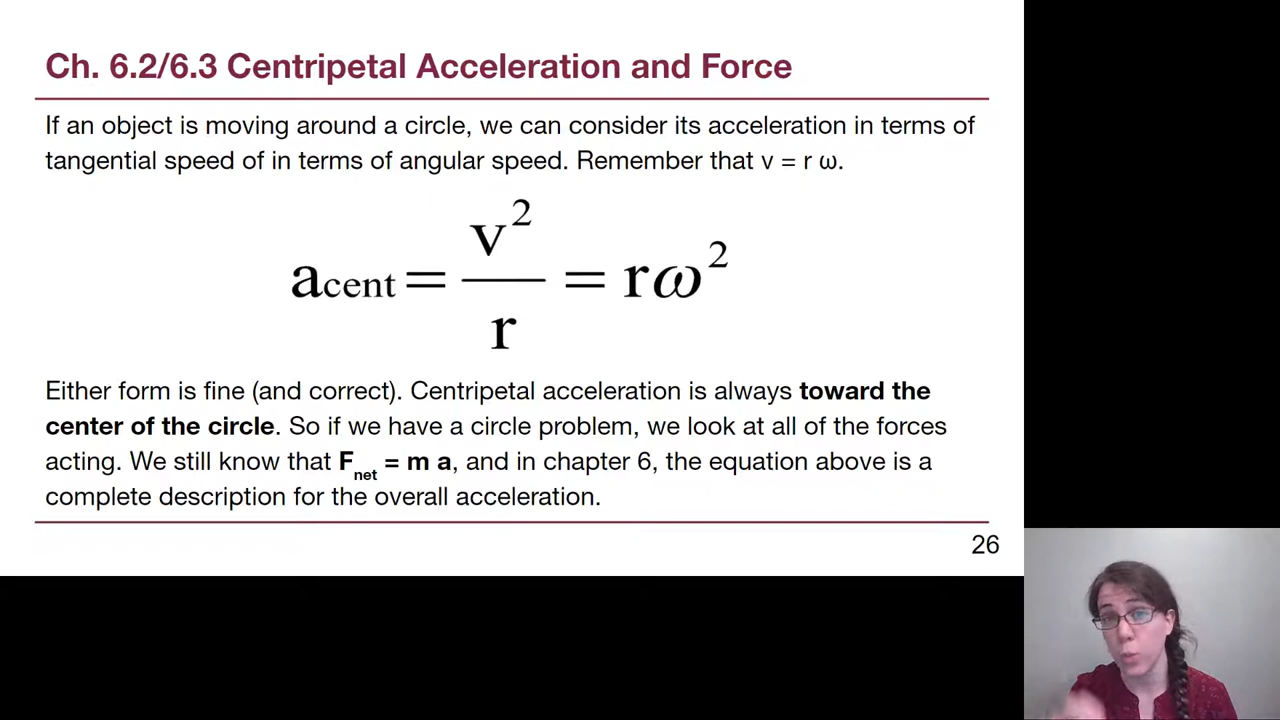 Ch. 6.2/6.3 Centripetal Acceleration and Force
If an object is moving around a circle, we can consider its acceleration in terms of
tangential speed of in terms of angular speed. Remember that v = r ω.
a_cent = v²/r = rω²
Either form is fine (and correct). Centripetal acceleration is always toward the
center of the circle. So if we have a circle problem, we look at all of the forces
acting. We still know that F_net = m a, and in chapter 6, the equation above is a
complete description for the overall acceleration.
26